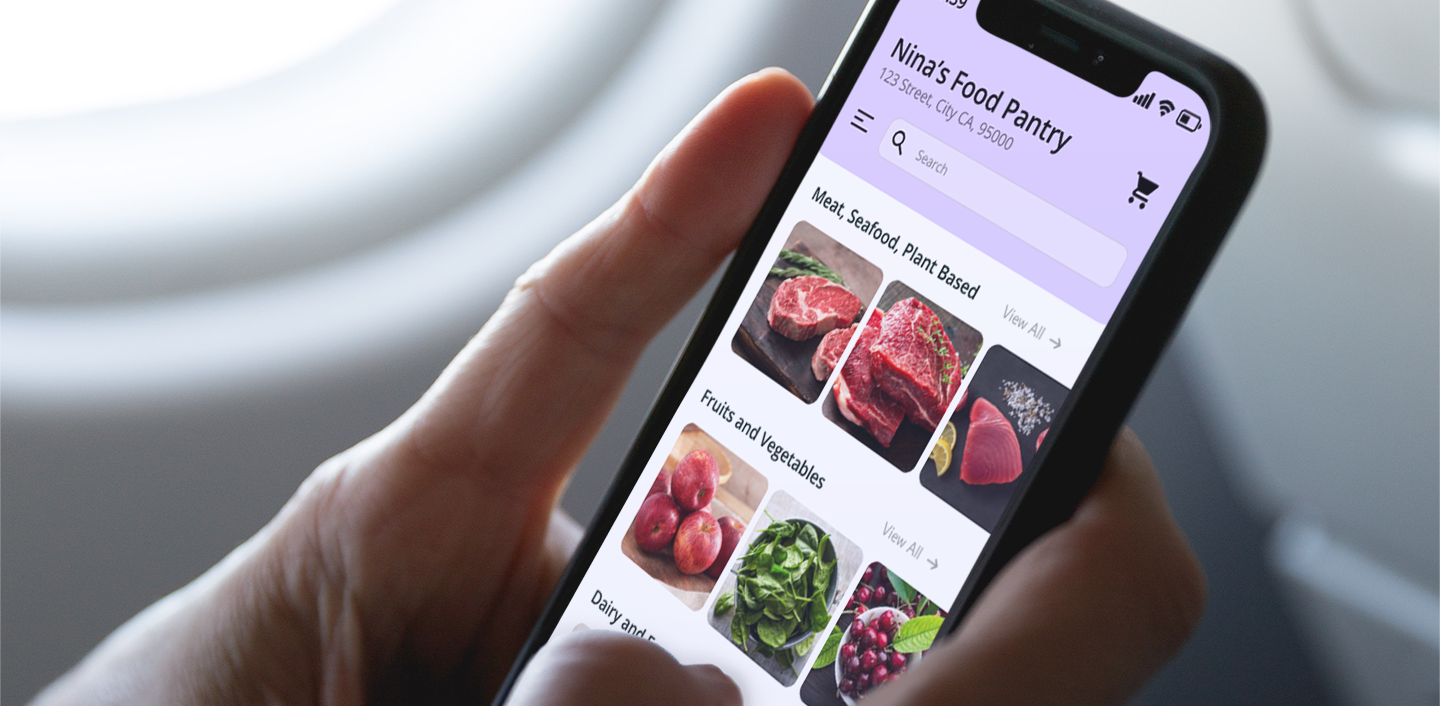 Nina's Food Pantry
123 Street, City CA, 95000
Search
Meat, Seafood, Plant Based
View All →
Fruits and Vegetables
View All →
Dairy and